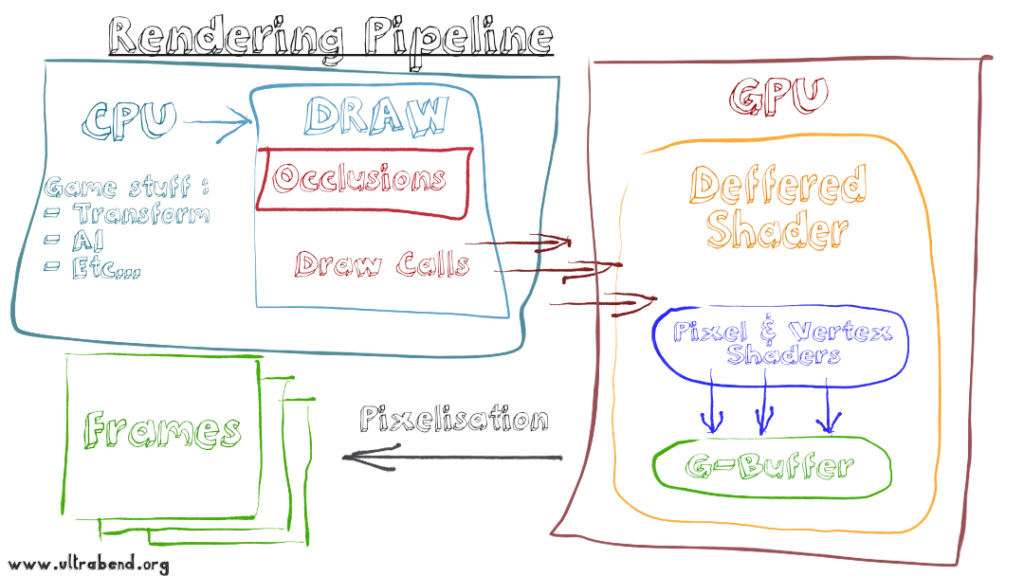 Rendering Pipeline
CPU
DRAW
Game stuff :
- Transform
- AI
- Etc...
Occlusions
Draw Calls
GPU
Deffered
Shader
Pixel & Vertex
Shaders
G-Buffer
Pixelisation
Frames
www.ultrabend.org